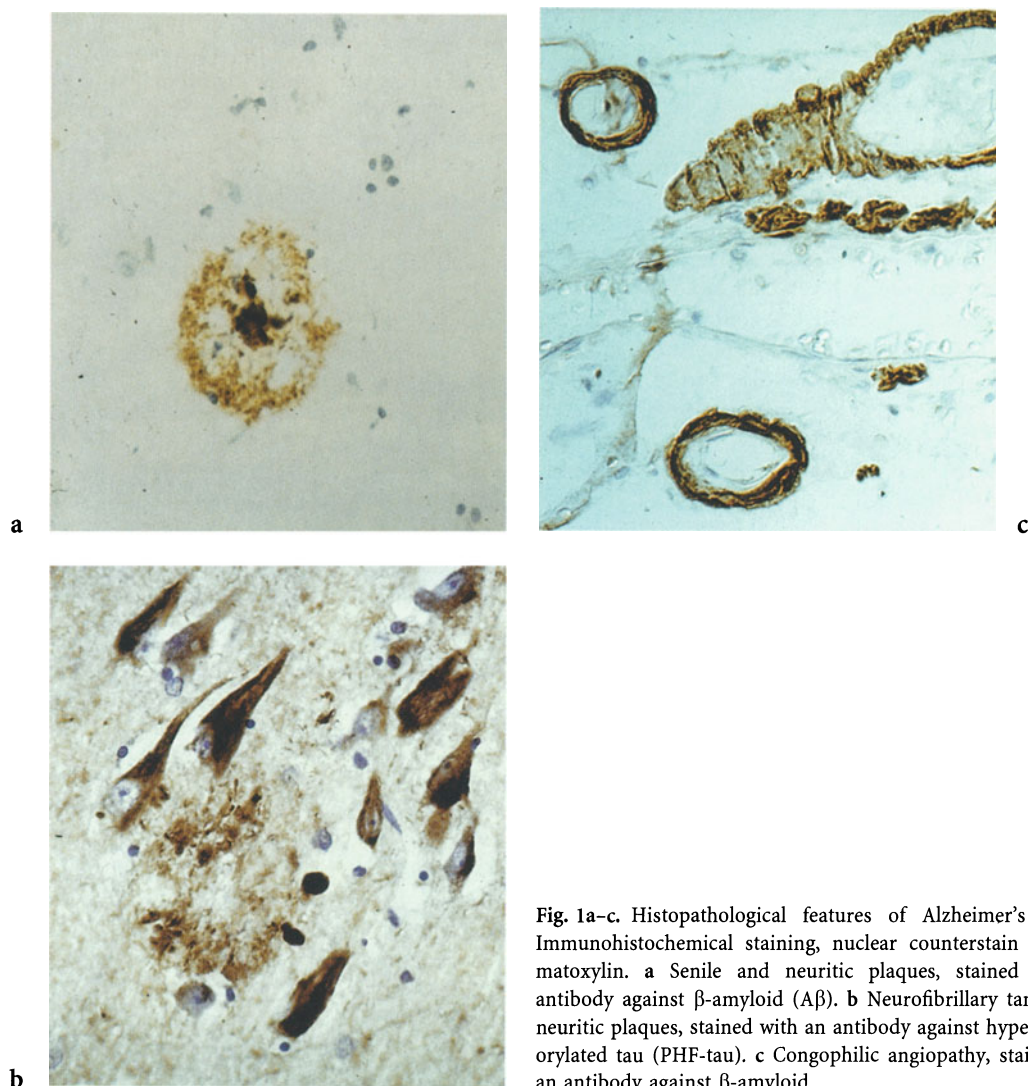 a
c
b
Fig. 1a–c. Histopathological features of Alzheimer's
Immunohistochemical staining, nuclear counterstain
matoxylin. a Senile and neuritic plaques, stained
antibody against β-amyloid (Aβ). b Neurofibrillary tan
neuritic plaques, stained with an antibody against hype
orylated tau (PHF-tau). c Congophilic angiopathy, stai
an antibody against β-amyloid